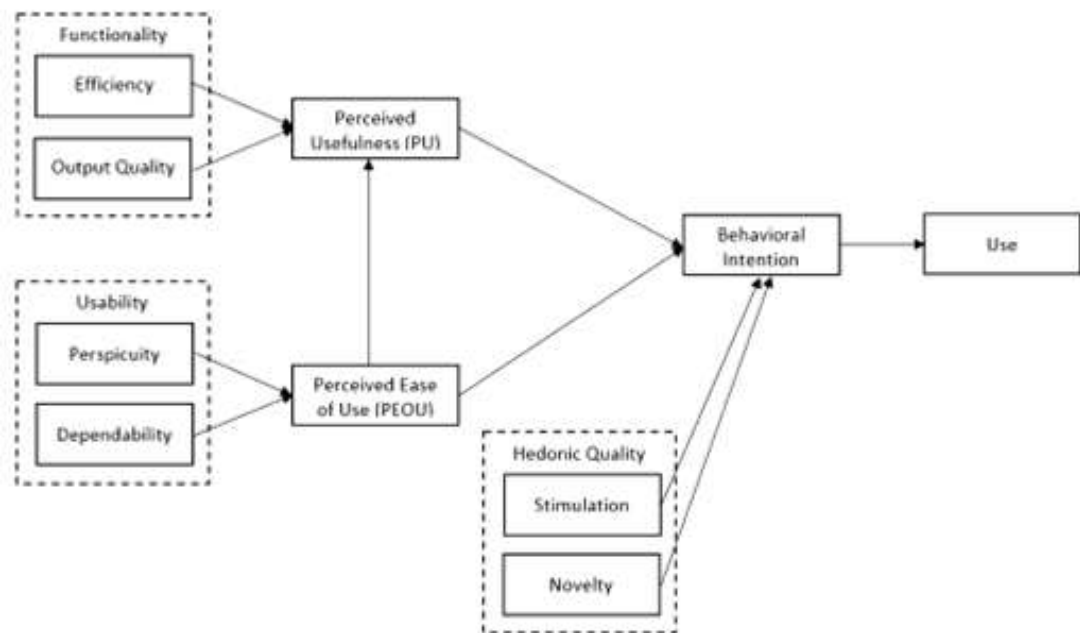 Functionality
Efficiency
Output Quality
Perceived
Usefulness (PU)
Usability
Perspicuity
Dependability
Perceived Ease
of Use (PEOU)
Hedonic Quality
Stimulation
Novelty
Behavioral
Intention
Use